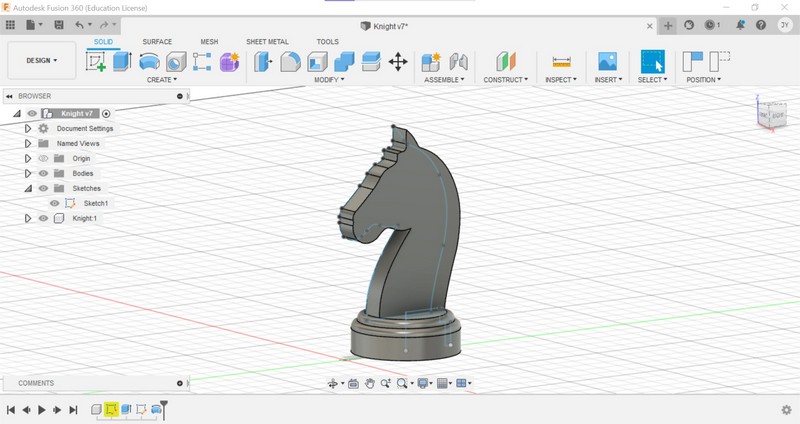 Autodesk Fusion 360 (Education License)
Knight v7*
1
JY
SOLID SURFACE MESH SHEET METAL TOOLS
DESIGN
CREATE MODIFY ASSEMBLE CONSTRUCT INSPECT INSERT SELECT POSITION
BROWSER
Knight v7
Document Settings
Named Views
Origin
Bodies
Sketches
Sketch1
Knight:1
COMMENTS